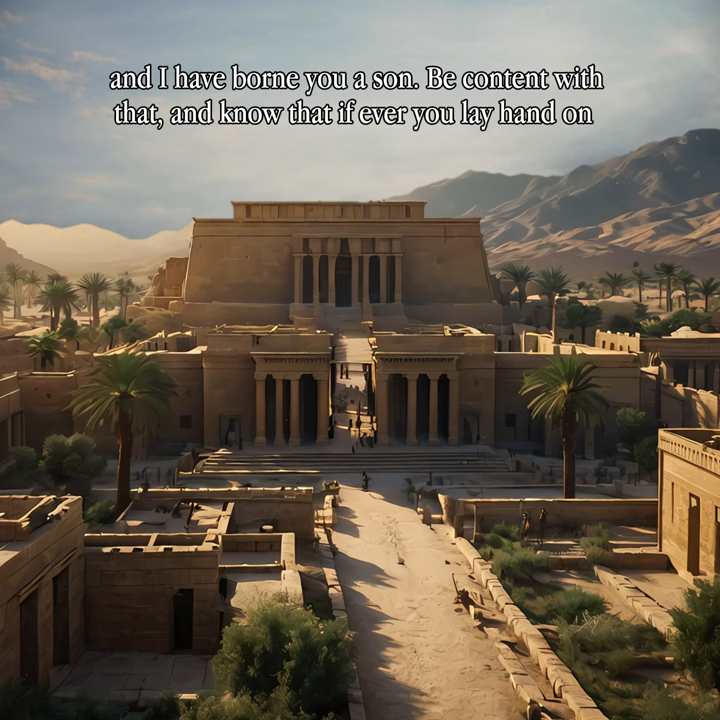 and I have borne you a son. Be content with
that, and know that if ever you lay hand on